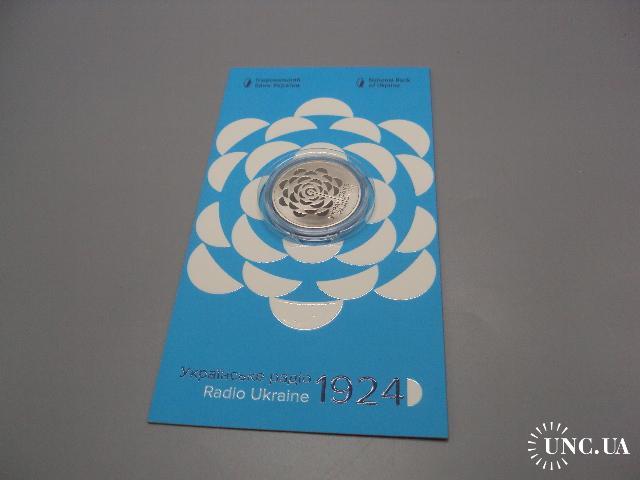 Національний
банк України
National Bank
of Ukraine
Українське радіо
Radio Ukraine
1924
UNC.UA